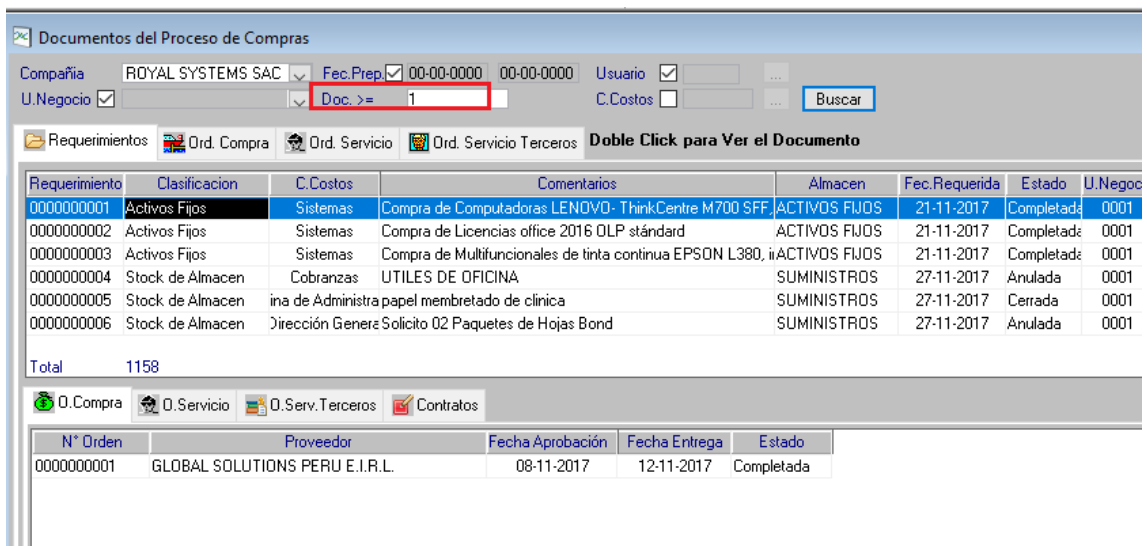 Documentos del Proceso de Compras
Compañia ROYAL SYSTEMS SAC Fec.Prep. 00-00-0000 00-00-0000 Usuario ...
U.Negocio Doc. >= 1 C.Costos ... Buscar
Requerimientos Ord. Compra Ord. Servicio Ord. Servicio Terceros Doble Click para Ver el Documento
Requerimiento Clasificacion C.Costos Comentarios Almacen Fec.Requerida Estado U.Negoc
0000000001 Activos Fijos Sistemas Compra de Computadoras LENOVO- ThinkCentre M700 SFF, ACTIVOS FIJOS 21-11-2017 Completada 0001
0000000002 Activos Fijos Sistemas Compra de Licencias office 2016 OLP stándard ACTIVOS FIJOS 21-11-2017 Completada 0001
0000000003 Activos Fijos Sistemas Compra de Multifuncionales de tinta continua EPSON L380, i ACTIVOS FIJOS 21-11-2017 Completada 0001
0000000004 Stock de Almacen Cobranzas UTILES DE OFICINA SUMINISTROS 27-11-2017 Anulada 0001
0000000005 Stock de Almacen ina de Administra papel membretado de clinica SUMINISTROS 27-11-2017 Cerrada 0001
0000000006 Stock de Almacen Dirección Genera Solicito 02 Paquetes de Hojas Bond SUMINISTROS 27-11-2017 Anulada 0001
Total 1158
O.Compra O.Servicio O.Serv.Terceros Contratos
N° Orden Proveedor Fecha Aprobación Fecha Entrega Estado
0000000001 GLOBAL SOLUTIONS PERU E.I.R.L. 08-11-2017 12-11-2017 Completada